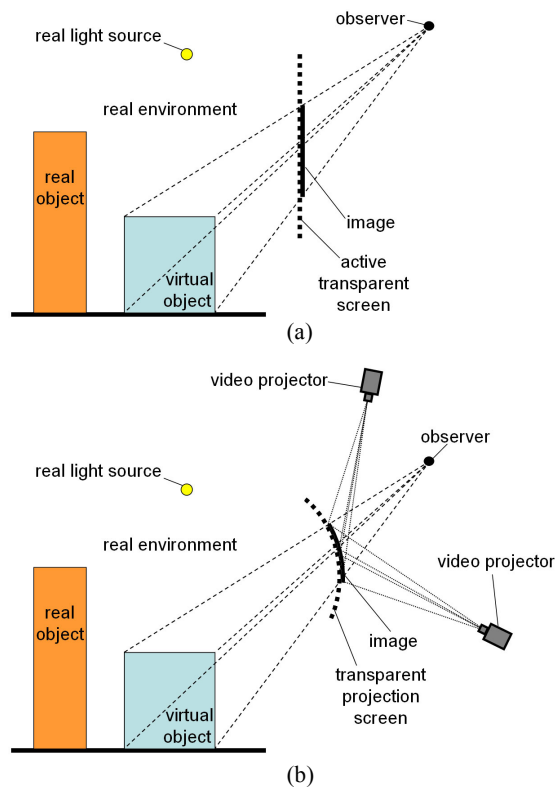 observer
real light source
real environment
real
object
image
virtual
object
active
transparent
screen
(a)
video projector
observer
real light source
real environment
video projector
real
object
image
transparent
projection
screen
virtual
object
(b)